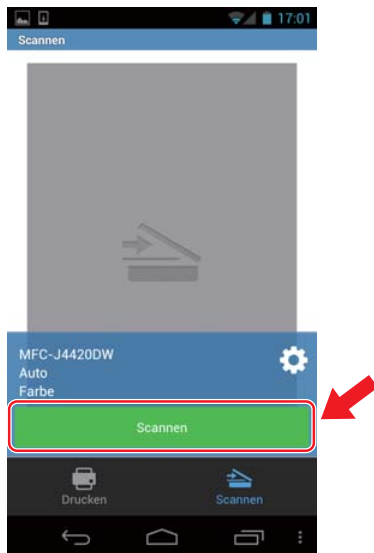 17:01
Scannen
MFC-J4420DW
Auto
Farbe
Scannen
Drucken
Scannen